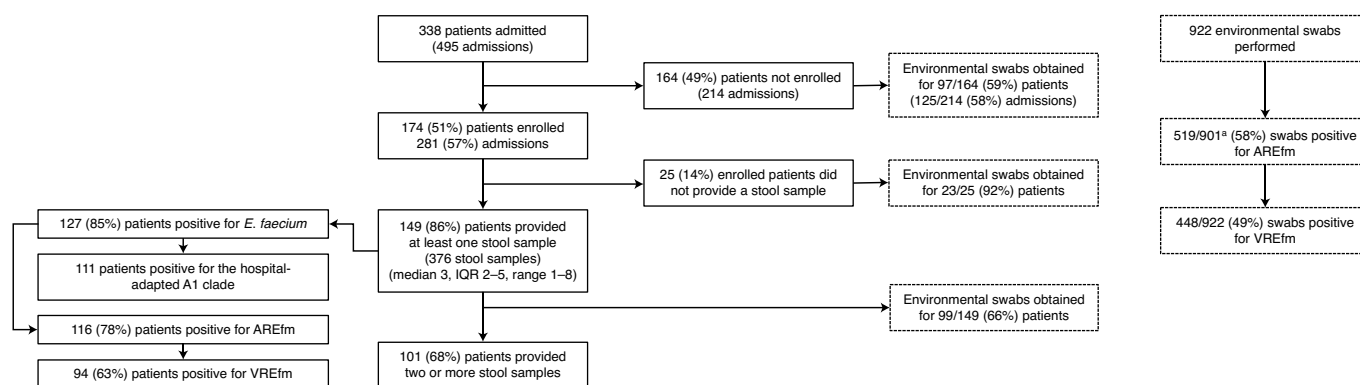 338 patients admitted
(495 admissions)
922 environmental swabs
performed
164 (49%) patients not enrolled
(214 admissions)
Environmental swabs obtained
for 97/164 (59%) patients
(125/214 (58%) admissions)
174 (51%) patients enrolled
281 (57%) admissions
519/901ᵃ (58%) swabs positive
for AREfm
25 (14%) enrolled patients did
not provide a stool sample
Environmental swabs obtained
for 23/25 (92%) patients
127 (85%) patients positive for E. faecium
149 (86%) patients provided
at least one stool sample
(376 stool samples)
(median 3, IQR 2–5, range 1–8)
448/922 (49%) swabs positive
for VREfm
111 patients positive for the hospital-
adapted A1 clade
Environmental swabs obtained
for 99/149 (66%) patients
116 (78%) patients positive for AREfm
101 (68%) patients provided
two or more stool samples
94 (63%) patients positive for VREfm